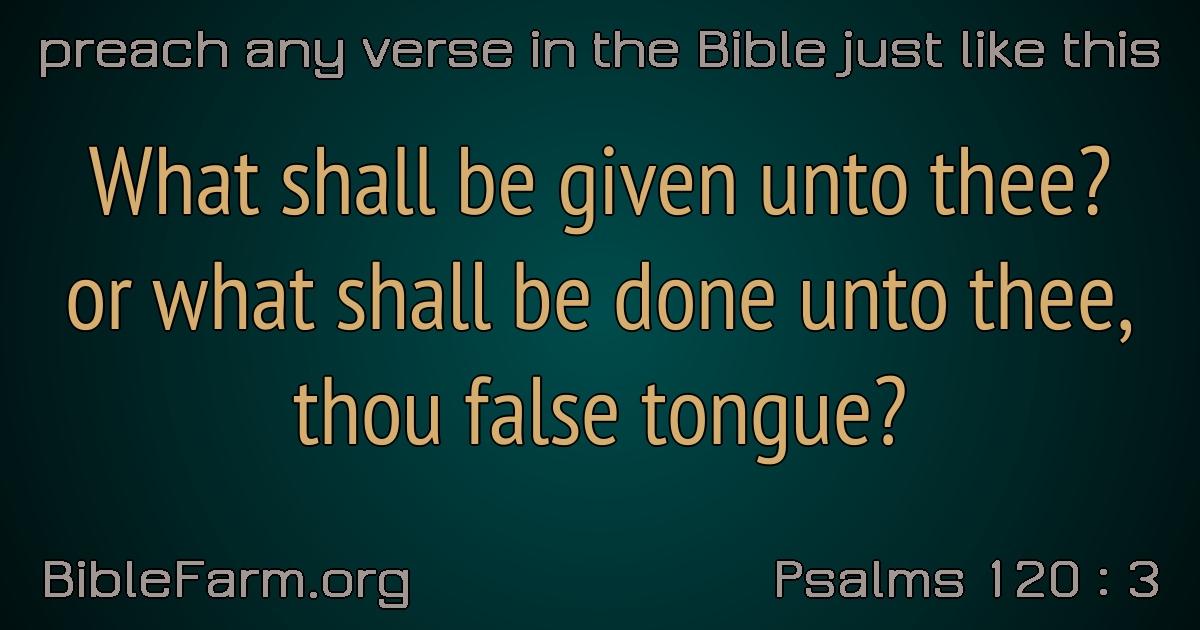 preach any verse in the Bible just like this
What shall be given unto thee?
or what shall be done unto thee,
thou false tongue?
BibleFarm.org
Psalms 120 : 3